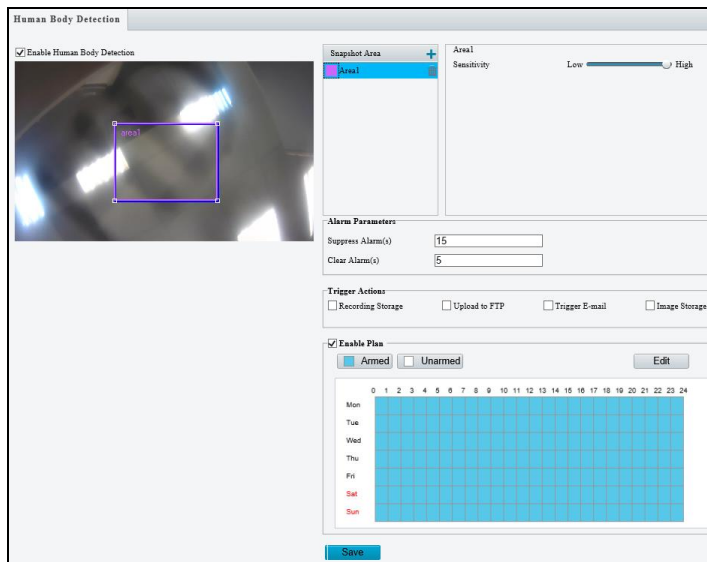 Human Body Detection
Enable Human Body Detection
area1
Snapshot Area
Area1
Area1
Sensitivity Low High
Alarm Parameters
Suppress Alarm(s) 15
Clear Alarm(s) 5
Trigger Actions
Recording Storage Upload to FTP Trigger E-mail Image Storage
Enable Plan
Armed Unarmed Edit
0 1 2 3 4 5 6 7 8 9 10 11 12 13 14 15 16 17 18 19 20 21 22 23 24
Mon
Tue
Wed
Thu
Fri
Sat
Sun
Save